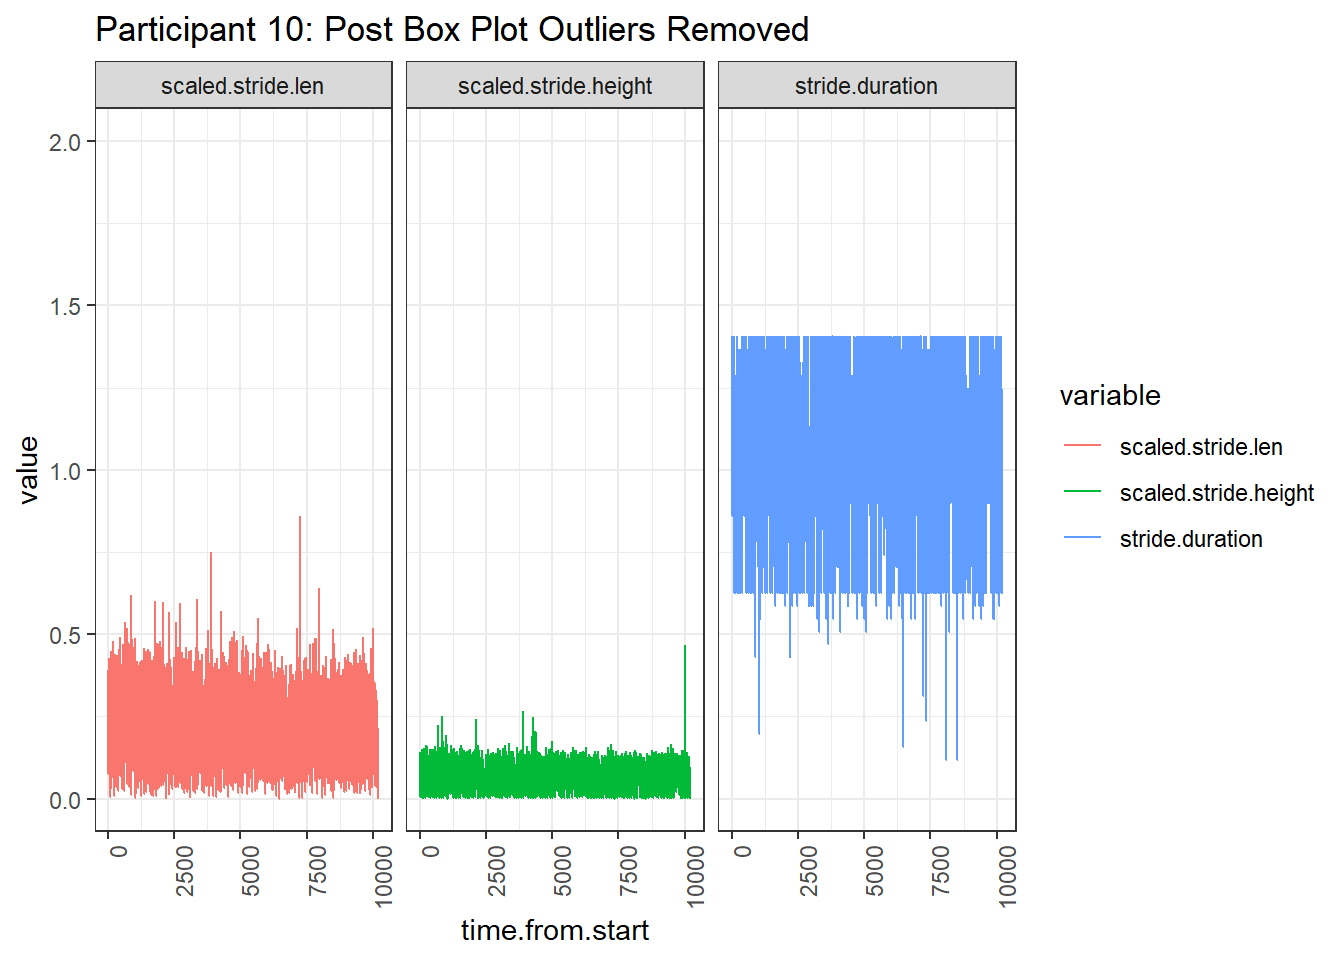 Participant 10: Post Box Plot Outliers Removed
scaled.stride.len scaled.stride.height stride.duration
2.0
1.5
1.0
0.5
0.0
value
0 2500 5000 7500 10000 0 2500 5000 7500 10000 0 2500 5000 7500 10000
time.from.start
variable
scaled.stride.len
scaled.stride.height
stride.duration